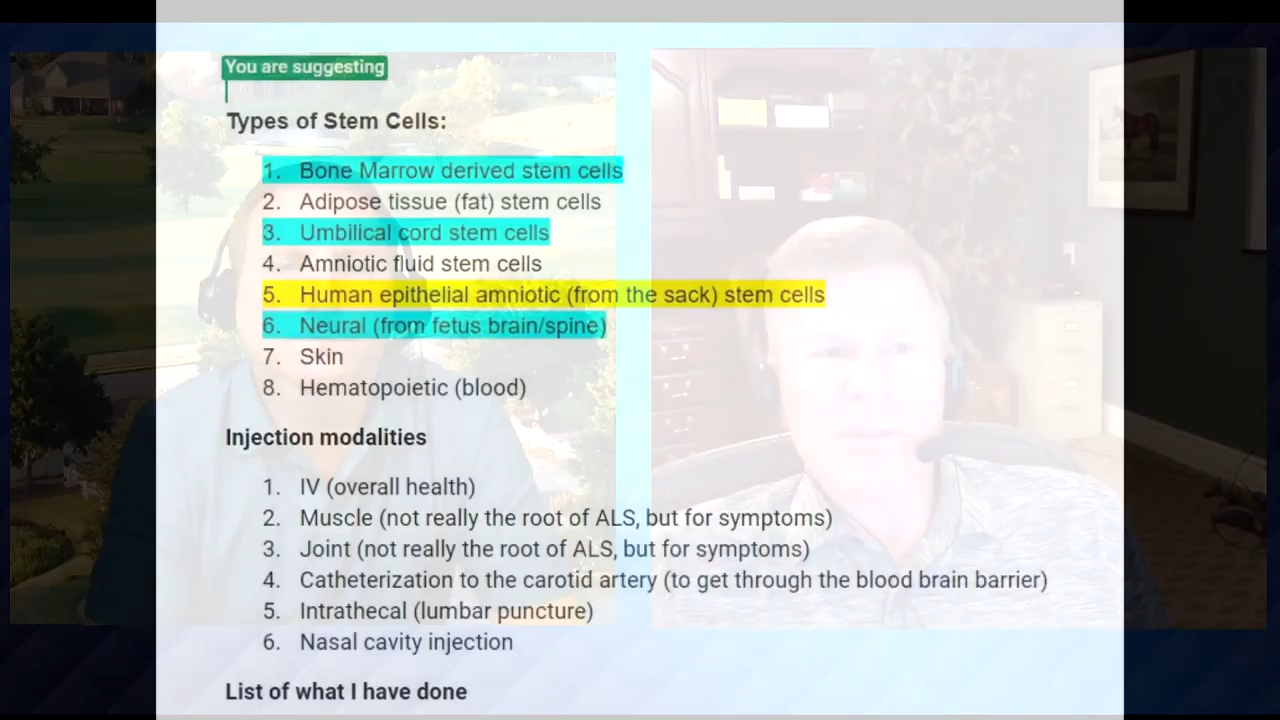 You are suggesting
Types of Stem Cells:
1. Bone Marrow derived stem cells
2. Adipose tissue (fat) stem cells
3. Umbilical cord stem cells
4. Amniotic fluid stem cells
5. Human epithelial amniotic (from the sack) stem cells
6. Neural (from fetus brain/spine)
7. Skin
8. Hematopoietic (blood)
Injection modalities
1. IV (overall health)
2. Muscle (not really the root of ALS, but for symptoms)
3. Joint (not really the root of ALS, but for symptoms)
4. Catheterization to the carotid artery (to get through the blood brain barrier)
5. Intrathecal (lumbar puncture)
6. Nasal cavity injection
List of what I have done